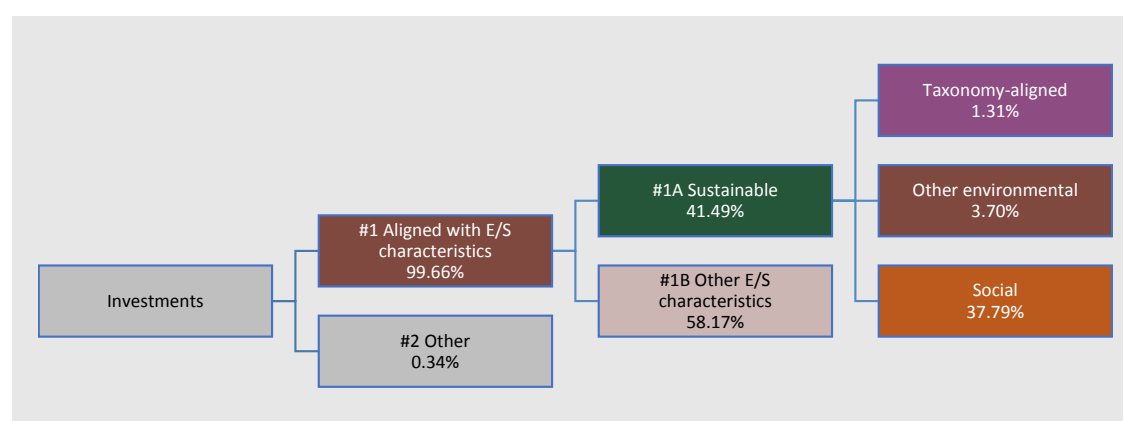 Investments
#1 Aligned with E/S
characteristics
99.66%
#2 Other
0.34%
#1A Sustainable
41.49%
#1B Other E/S
characteristics
58.17%
Taxonomy-aligned
1.31%
Other environmental
3.70%
Social
37.79%